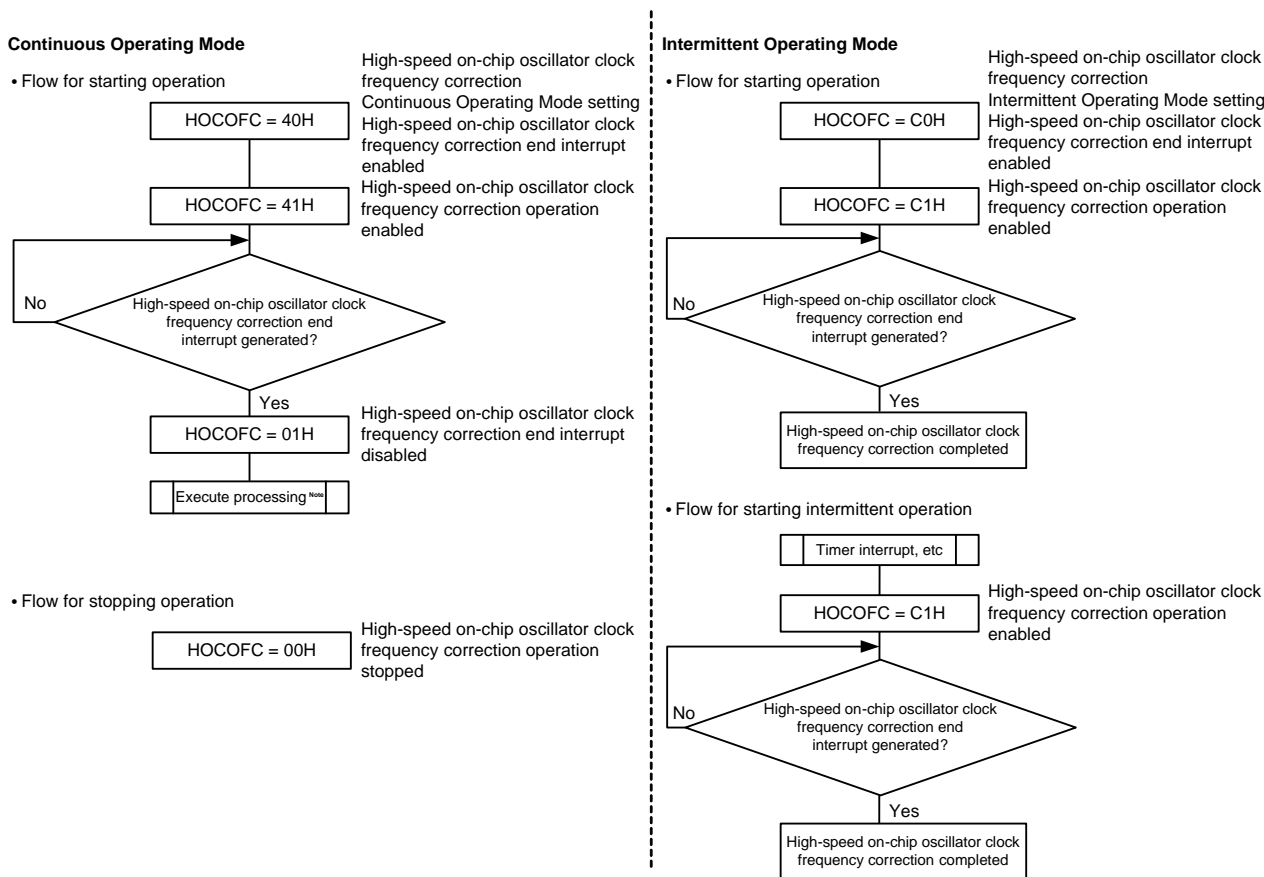 Continuous Operating Mode
• Flow for starting operation
HOCOFC = 40H
High-speed on-chip oscillator clock
frequency correction
Continuous Operating Mode setting
High-speed on-chip oscillator clock
frequency correction end interrupt
enabled
HOCOFC = 41H
High-speed on-chip oscillator clock
frequency correction operation
enabled
No
High-speed on-chip oscillator clock
frequency correction end
interrupt generated?
Yes
HOCOFC = 01H
High-speed on-chip oscillator clock
frequency correction end interrupt
disabled
Execute processing Note
• Flow for stopping operation
HOCOFC = 00H
High-speed on-chip oscillator clock
frequency correction operation
stopped
Intermittent Operating Mode
• Flow for starting operation
HOCOFC = C0H
High-speed on-chip oscillator clock
frequency correction
Intermittent Operating Mode setting
High-speed on-chip oscillator clock
frequency correction end interrupt
enabled
HOCOFC = C1H
High-speed on-chip oscillator clock
frequency correction operation
enabled
No
High-speed on-chip oscillator clock
frequency correction end
interrupt generated?
Yes
High-speed on-chip oscillator clock
frequency correction completed
• Flow for starting intermittent operation
Timer interrupt, etc
HOCOFC = C1H
High-speed on-chip oscillator clock
frequency correction operation
enabled
No
High-speed on-chip oscillator clock
frequency correction end
interrupt generated?
Yes
High-speed on-chip oscillator clock
frequency correction completed